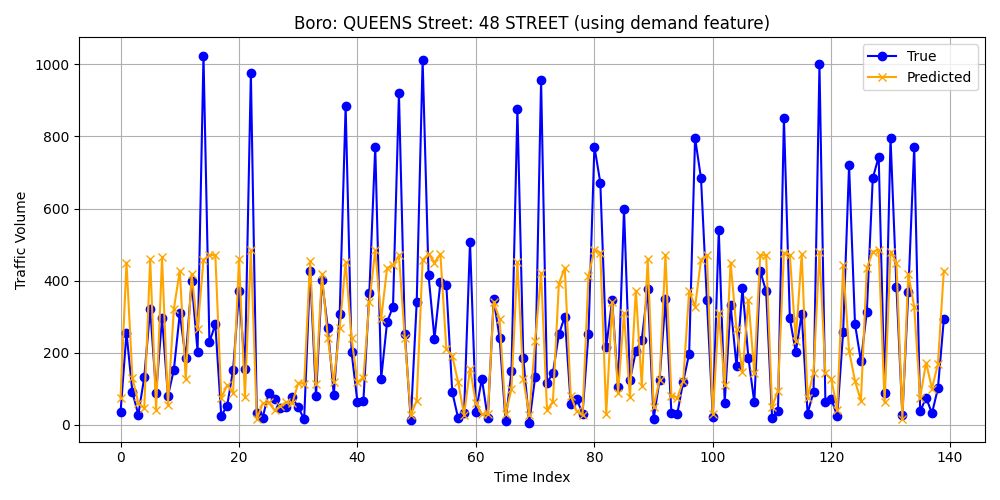 Boro: QUEENS Street: 48 STREET (using demand feature)
True
Predicted
Traffic Volume
1000
800
600
400
200
0
0 20 40 60 80 100 120 140
Time Index